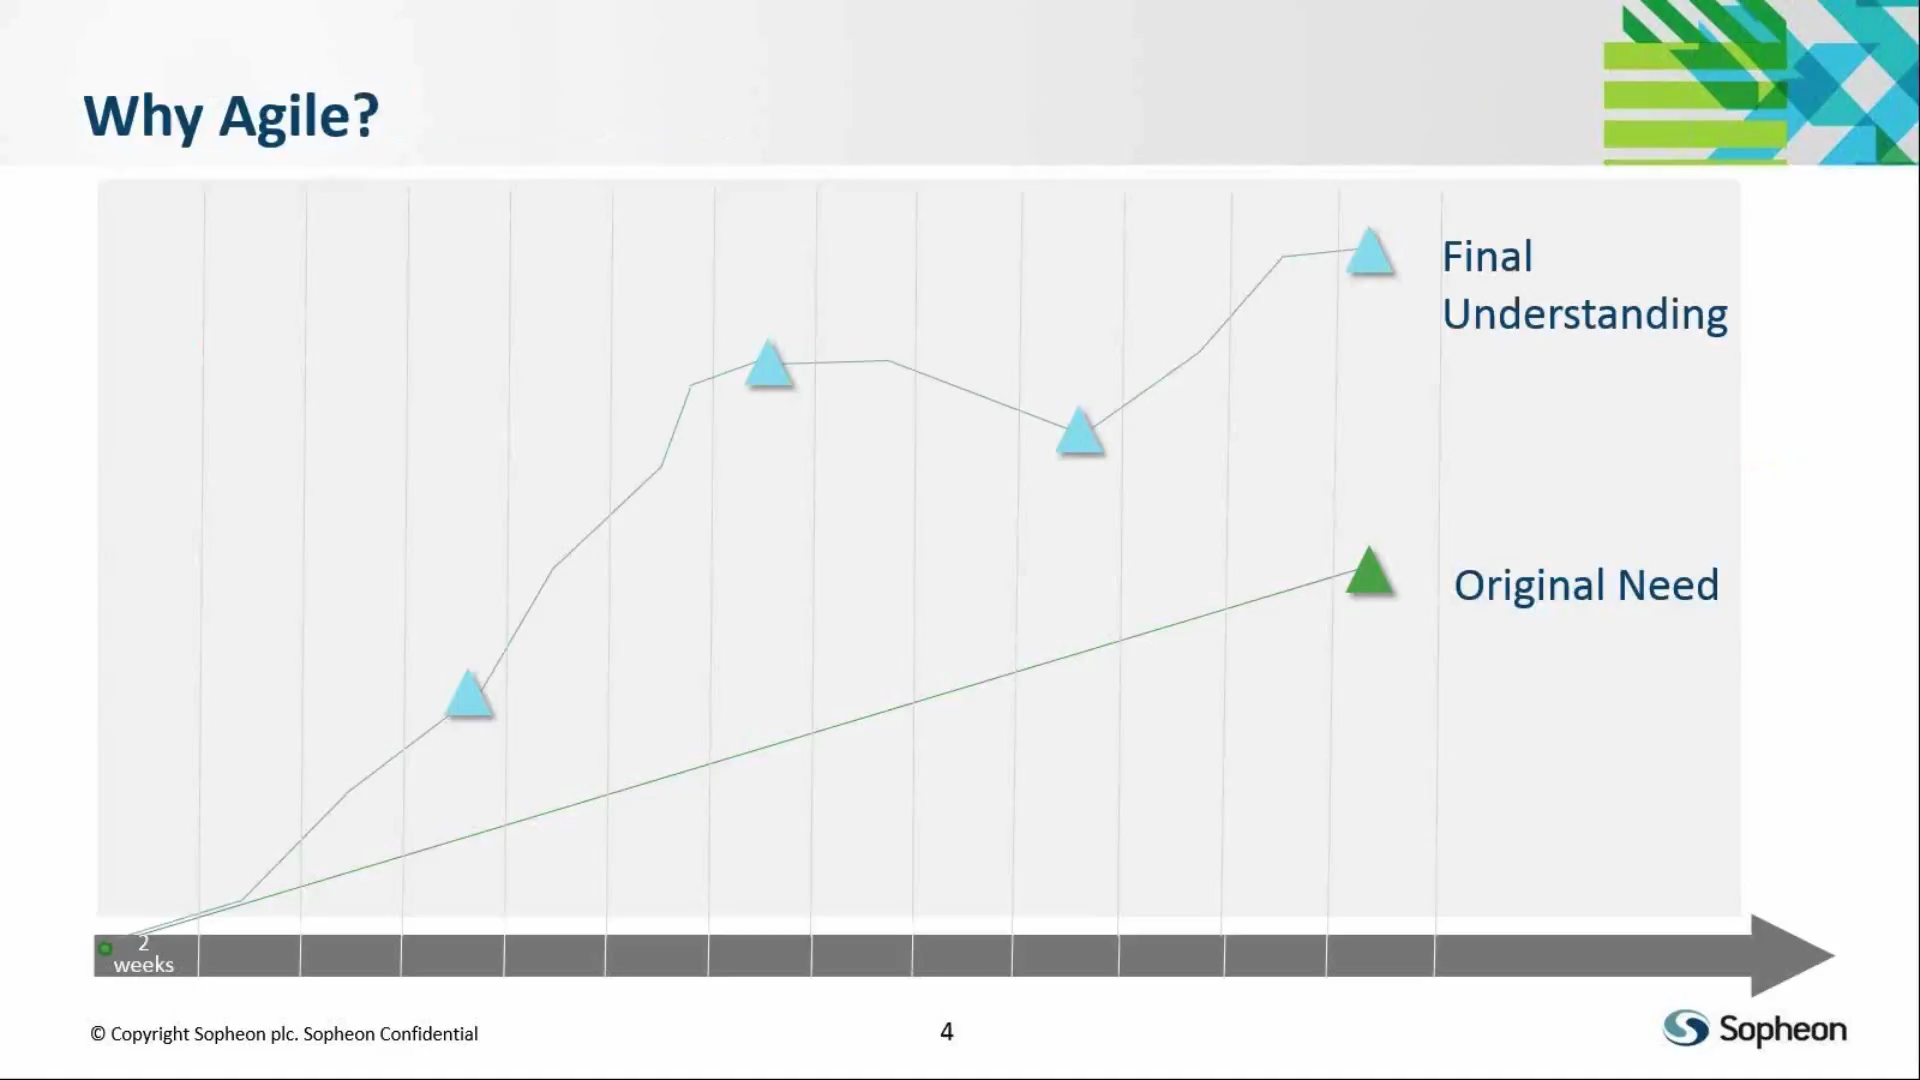 Why Agile?
Final
Understanding
Original Need
2
weeks
© Copyright Sopheon plc. Sopheon Confidential
4
Sopheon